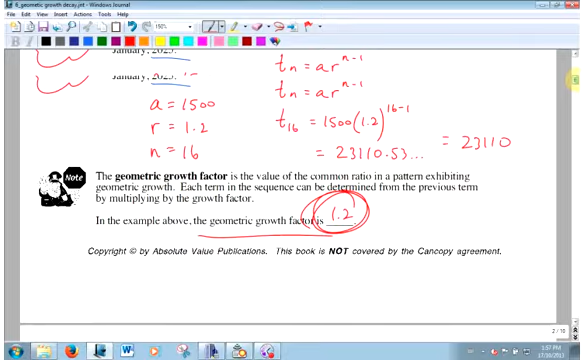 6_geometric growth decay.jnt - Windows Journal
File Edit View Insert Actions Tools Help
150%
B I
January, 2023.
January, 2023.
tn = ar^n-1
tn = ar^n-1
a = 1500
r = 1.2
n = 16
t16 = 1500(1.2)^16-1
= 23110.53...
= 23110
Note
The geometric growth factor is the value of the common ratio in a pattern exhibiting
geometric growth. Each term in the sequence can be determined from the previous term
by multiplying by the growth factor.
In the example above, the geometric growth factor is 1.2.
Copyright © by Absolute Value Publications. This book is NOT covered by the Cancopy agreement.
2 / 10
1:57 PM
17/10/2013